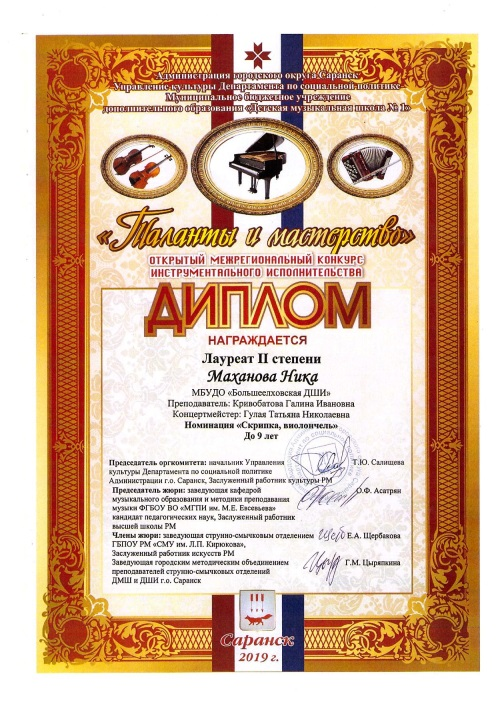 Администрация городского округа Саранск
Управление культуры Департамента по социальной политике
Муниципальное бюджетное учреждение
дополнительного образования «Детская музыкальная школа № 1»
«Таланты и мастерство»
ОТКРЫТЫЙ МЕЖРЕГИОНАЛЬНЫЙ КОНКУРС
ИНСТРУМЕНТАЛЬНОГО ИСПОЛНИТЕЛЬСТВА
ДИПЛОМ
НАГРАЖДАЕТСЯ
Лауреат II степени
Маханова Ника
МБУДО «Большеелховская ДШИ»
Преподаватель: Кривобатова Галина Ивановна
Концертмейстер: Гулая Татьяна Николаевна
Номинация «Скрипка, виолончель»
До 9 лет
Председатель оргкомитета: начальник Управления
культуры Департамента по социальной политике
Т.Ю. Салищева
Администрации г.о. Саранск, Заслуженный работник культуры РМ
Председатель жюри: заведующая кафедрой
О.Ф. Асатрян
музыкального образования и методики преподавания
музыки ФГБОУ ВО «МГПИ им. М.Е. Евсевьева»
кандидат педагогических наук, Заслуженный работник
высшей школы РМ
Члены жюри: заведующая струнно-смычковым отделением Е.А. Щербакова
ГБПОУ РМ «СМУ им. Л.П. Кирюкова»,
Заслуженный работник искусств РМ
Заведующая городским методическим объединением Г.М. Цыряпкина
преподавателей струнно-смычковых отделений
ДМШ и ДШИ г.о. Саранск
Саранск
2019 г.